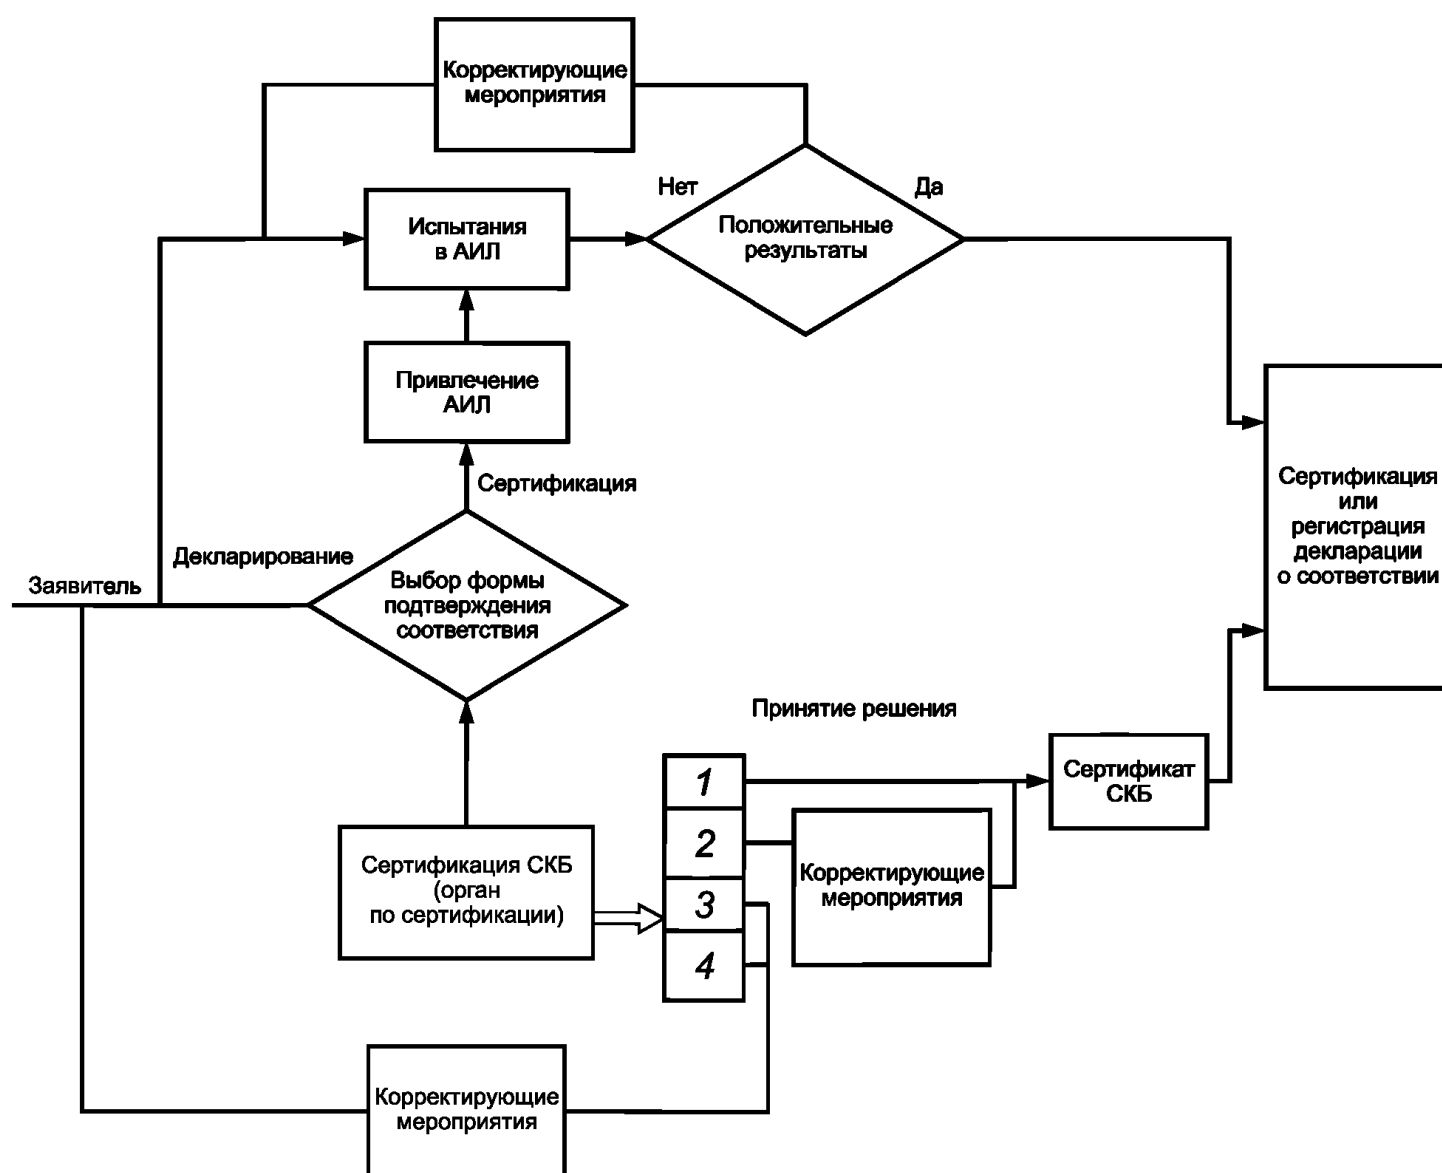 Корректирующие
мероприятия
Нет
Да
Испытания
в АИЛ
Положительные
результаты
Привлечение
АИЛ
Сертификация
Декларирование
Заявитель
Выбор формы
подтверждения
соответствия
Сертификация
или
регистрация
декларации
о соответствии
Принятие решения
1
2
3
4
Сертификат
СКБ
Сертификация СКБ
(орган
по сертификации)
Корректирующие
мероприятия
Корректирующие
мероприятия